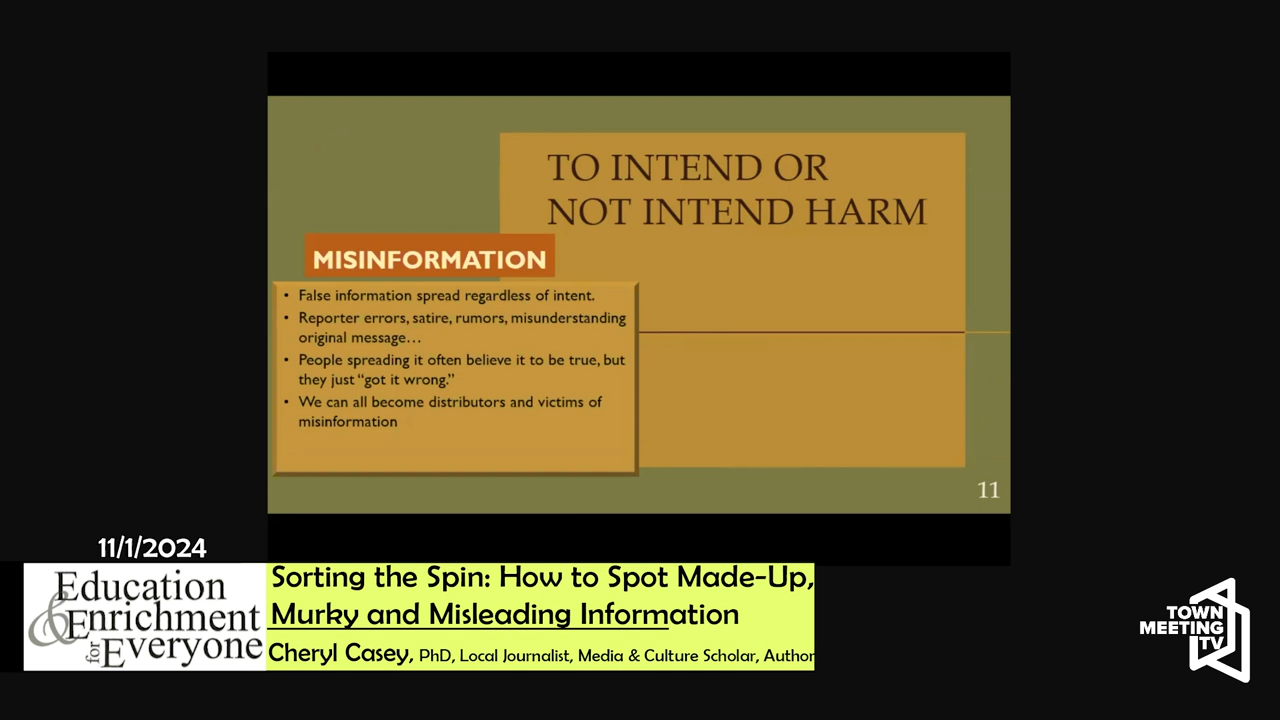 TO INTEND OR
NOT INTEND HARM
MISINFORMATION
• False information spread regardless of intent.
• Reporter errors, satire, rumors, misunderstanding
original message…
• People spreading it often believe it to be true, but
they just “got it wrong.”
• We can all become distributors and victims of
misinformation
11
11/1/2024
Education
& Enrichment
for Everyone
Sorting the Spin: How to Spot Made-Up,
Murky and Misleading Information
Cheryl Casey, PhD, Local Journalist, Media & Culture Scholar, Author
TOWN
MEETING
TV